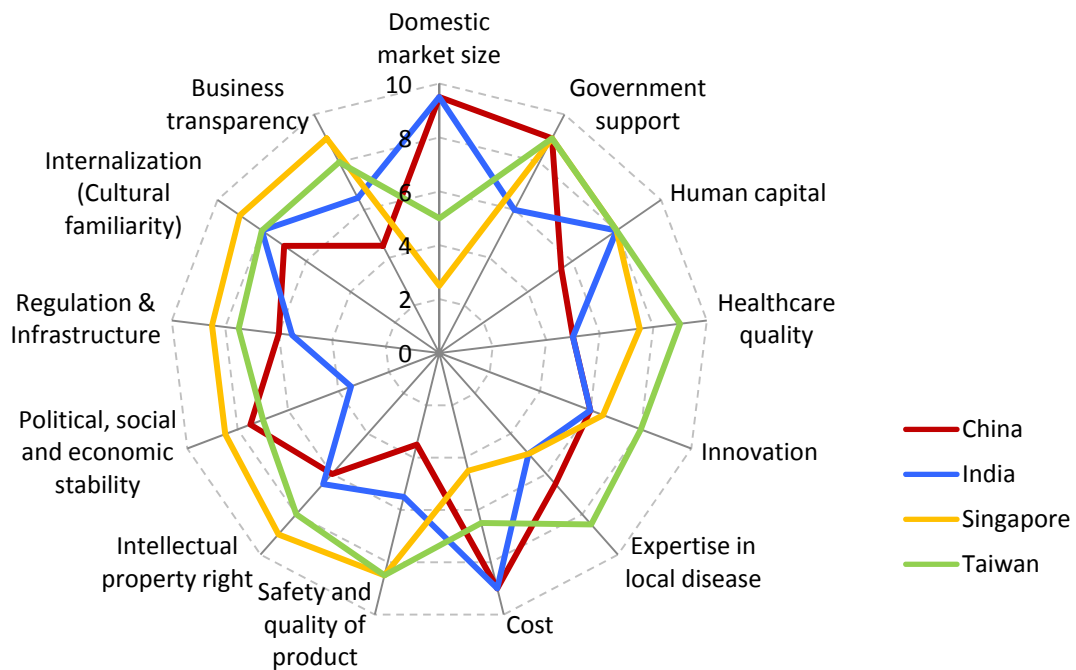 Domestic
market size
Government
support
Human capital
Healthcare
quality
Innovation
Expertise in
local disease
Cost
Safety and
quality of
product
Intellectual
property right
Political, social
and economic
stability
Regulation &
Infrastructure
Internalization
(Cultural
familiarity)
Business
transparency
10
8
6
4
2
0
China
India
Singapore
Taiwan